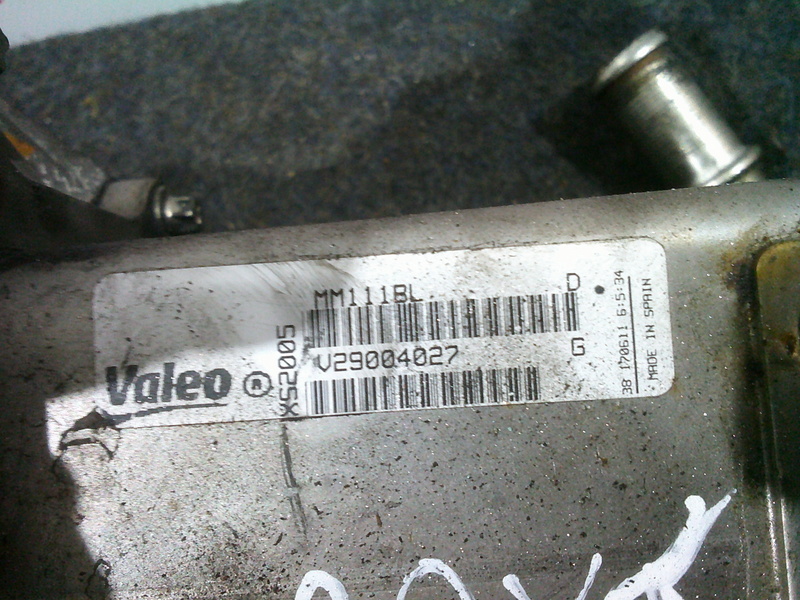 Valeo ®
XS2005
MM111BL
V29004027
D
G
38 170611 6:5:34
MADE IN SPAIN